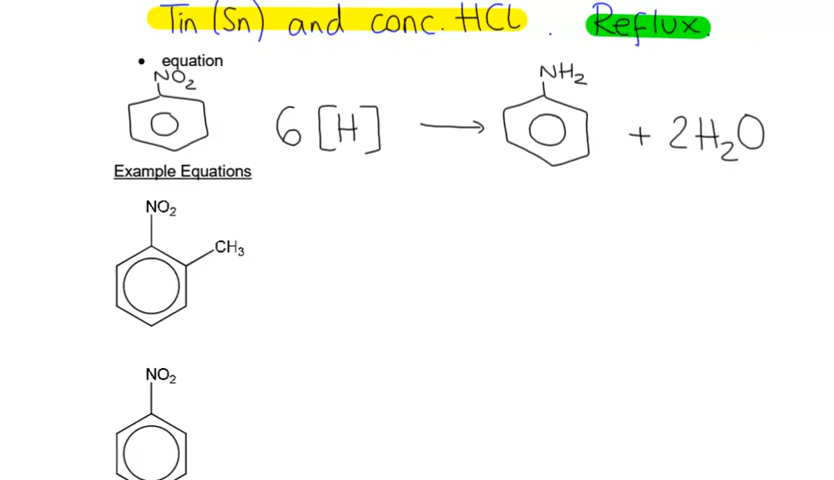 Tin (Sn) and conc. HCl . Reflux.
• equation
NO2
6 [H] → NH2 + 2H2O
Example Equations
NO2
CH3
NO2